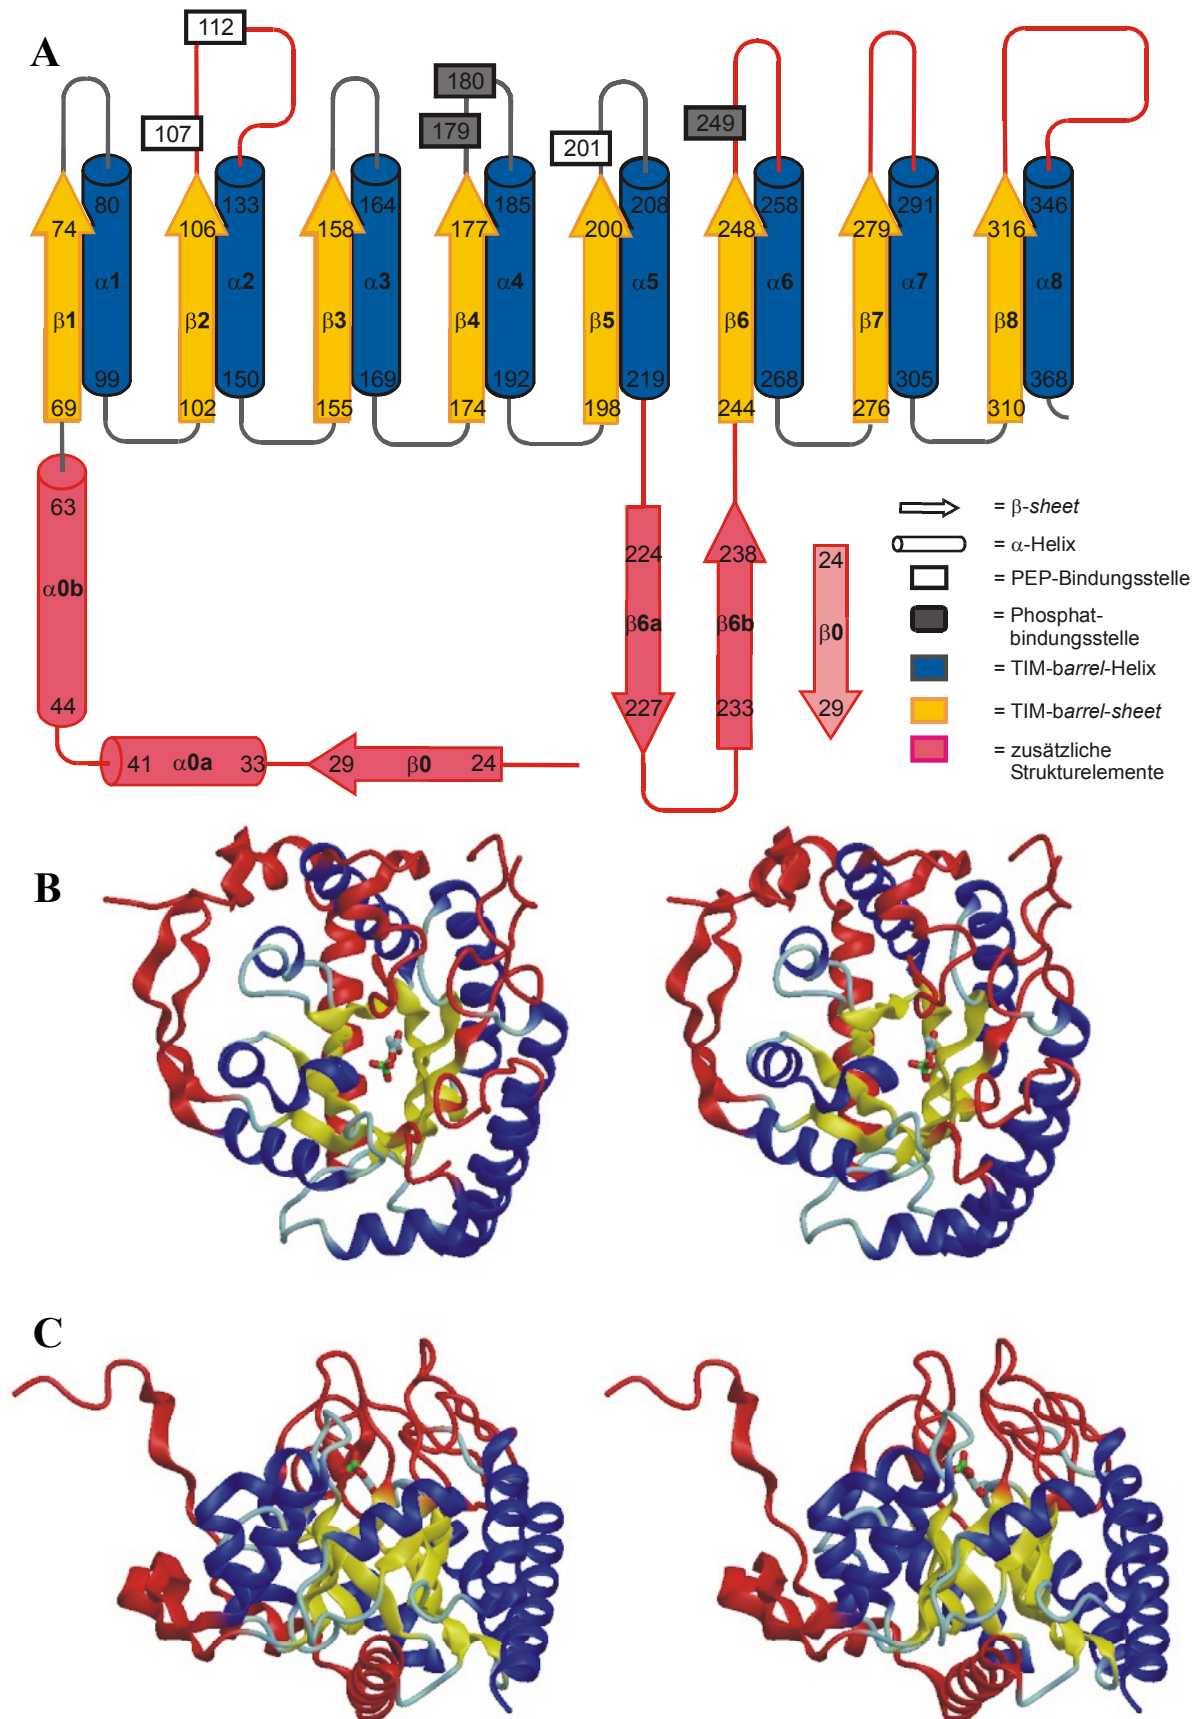 A
112
107
180
179
201
249
80 133 164 185 208 258 291 346
74 106 158 177 200 248 279 316
α1 α2 α3 α4 α5 α6 α7 α8
β1 β2 β3 β4 β5 β6 β7 β8
99 150 169 192 219 268 305 368
69 102 155 174 198 244 276 310
63
α0b
44
41 α0a 33 29 β0 24
224 238 24
β6a β6b β0
227 233 29
= β-sheet
= α-Helix
= PEP-Bindungsstelle
= Phosphat-
bindungsstelle
= TIM-barrel-Helix
= TIM-barrel-sheet
= zusätzliche
Strukturelemente
B
C